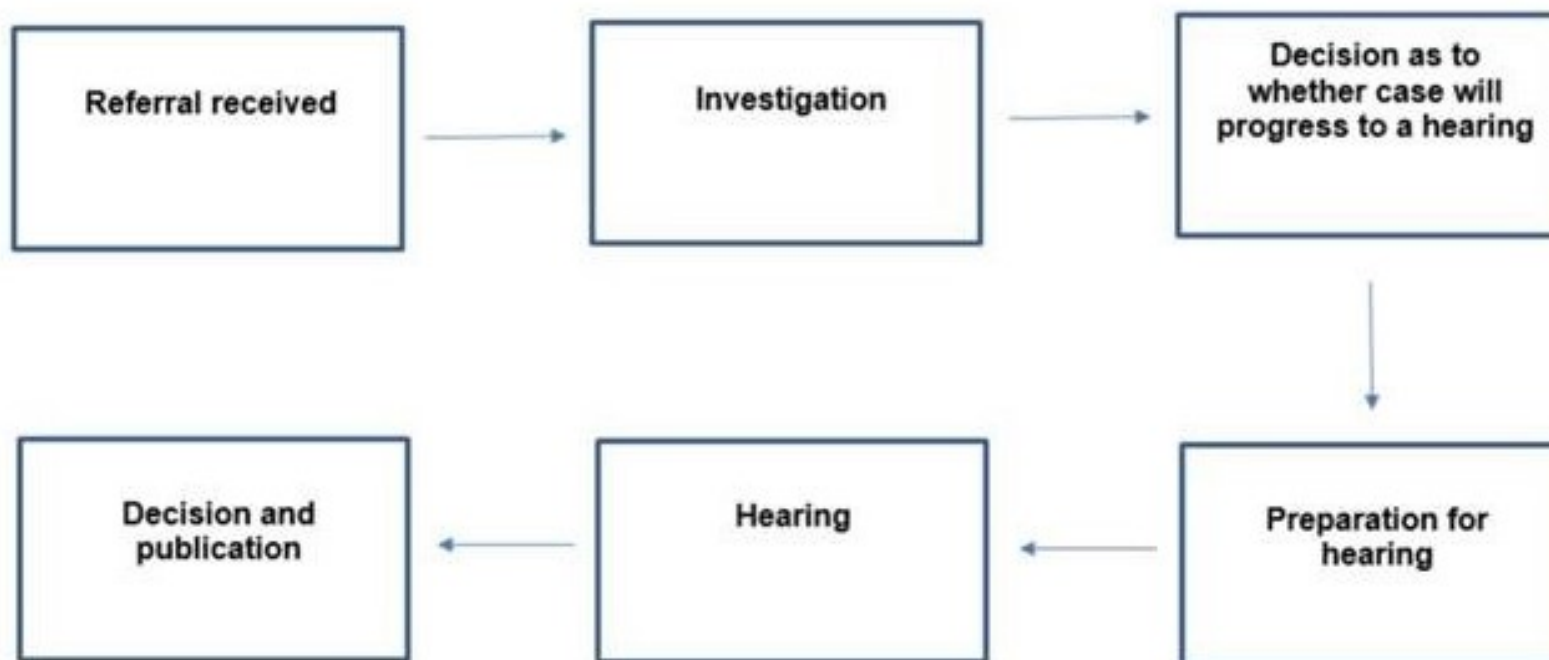 Referral received
Investigation
Decision as to
whether case will
progress to a hearing
Preparation for
hearing
Hearing
Decision and
publication